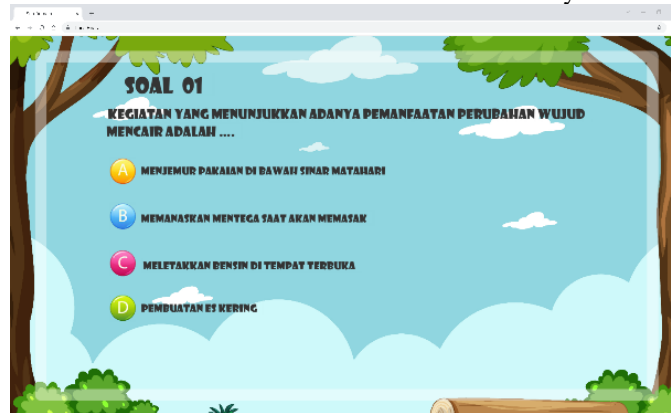 SOAL 01
KEGIATAN YANG MENUNJUKKAN ADANYA PEMANFAATAN PERUBAHAN WUJUD
MENCAIR ADALAH ....
A MENJEMUR PAKAIAN DI BAWAH SINAR MATAHARI
B MEMANASKAN MENTEGA SAAT AKAN MEMASAK
C MELETAKKAN BENSIN DI TEMPAT TERBUKA
D PEMBUATAN ES KERING